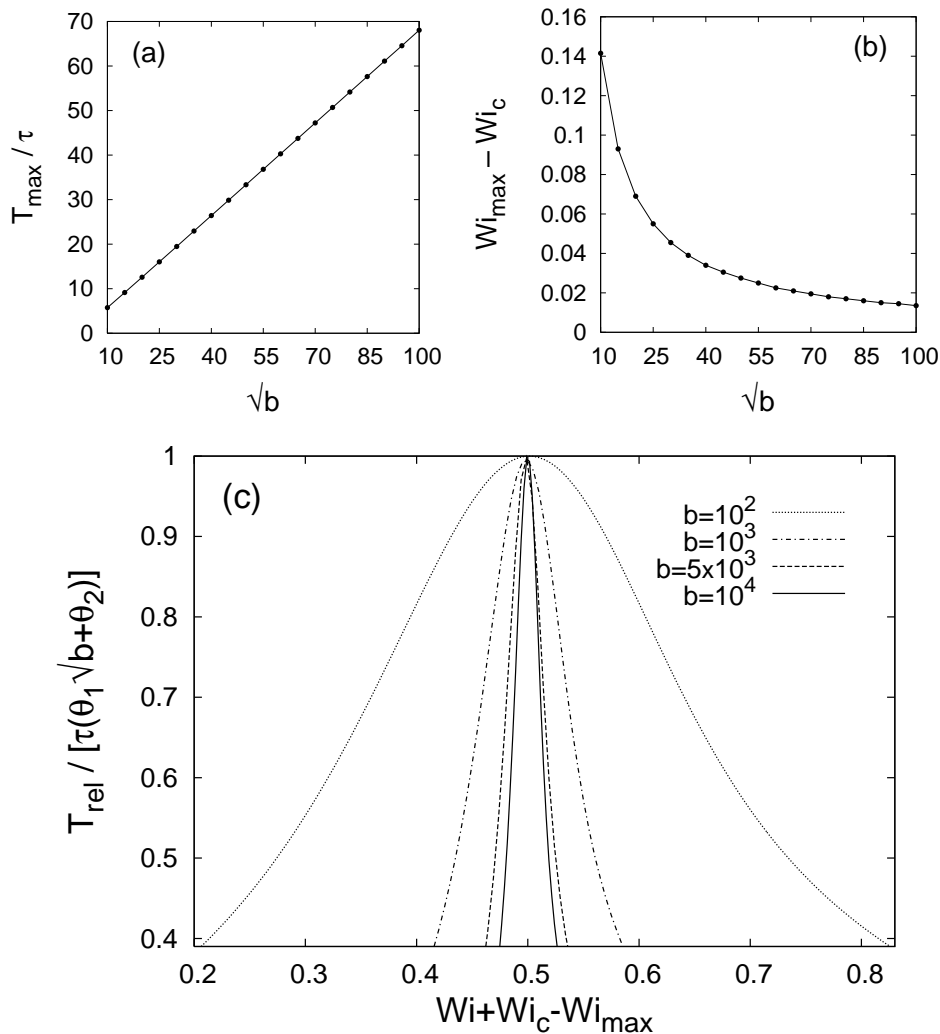 (a)
T_max / τ
70
60
50
40
30
20
10
0
10 25 40 55 70 85 100
√b
(b)
Wi_max – Wi_c
0.16
0.14
0.12
0.1
0.08
0.06
0.04
0.02
0
10 25 40 55 70 85 100
√b
(c)
T_rel / [τ(θ_1√b+θ_2)]
1
0.9
0.8
0.7
0.6
0.5
0.4
b=10^2
b=10^3
b=5x10^3
b=10^4
0.2 0.3 0.4 0.5 0.6 0.7 0.8
Wi+Wi_c-Wi_max